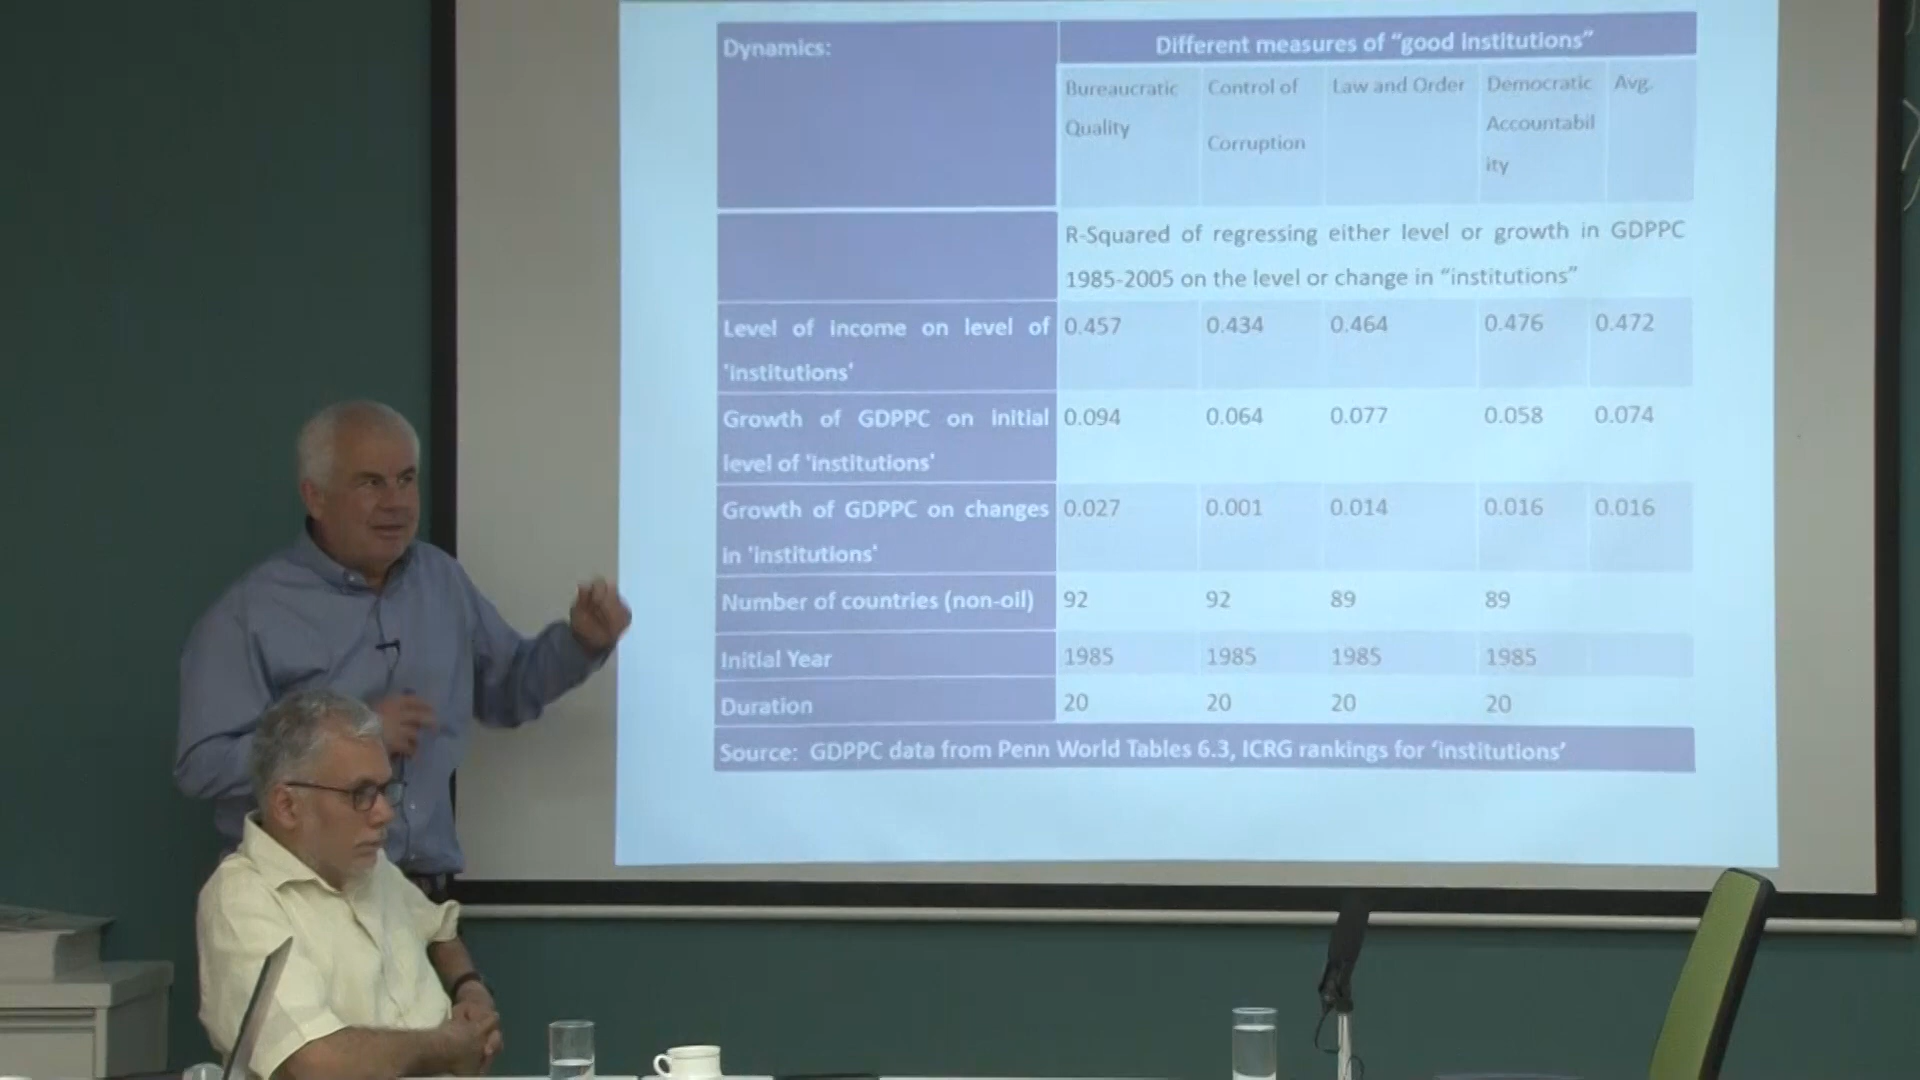 Dynamics:
Different measures of “good institutions”
Bureaucratic
Quality
Control of
Corruption
Law and Order
Democratic
Accountabil
ity
Avg.
R-Squared of regressing either level or growth in GDPPC
1985-2005 on the level or change in “institutions”
Level of income on level of
'institutions'
0.457 0.434 0.464 0.476 0.472
Growth of GDPPC on initial
level of 'institutions'
0.094 0.064 0.077 0.058 0.074
Growth of GDPPC on changes
in 'institutions'
0.027 0.001 0.014 0.016 0.016
Number of countries (non-oil) 92 92 89 89
Initial Year 1985 1985 1985 1985
Duration 20 20 20 20
Source: GDPPC data from Penn World Tables 6.3, ICRG rankings for ‘institutions’